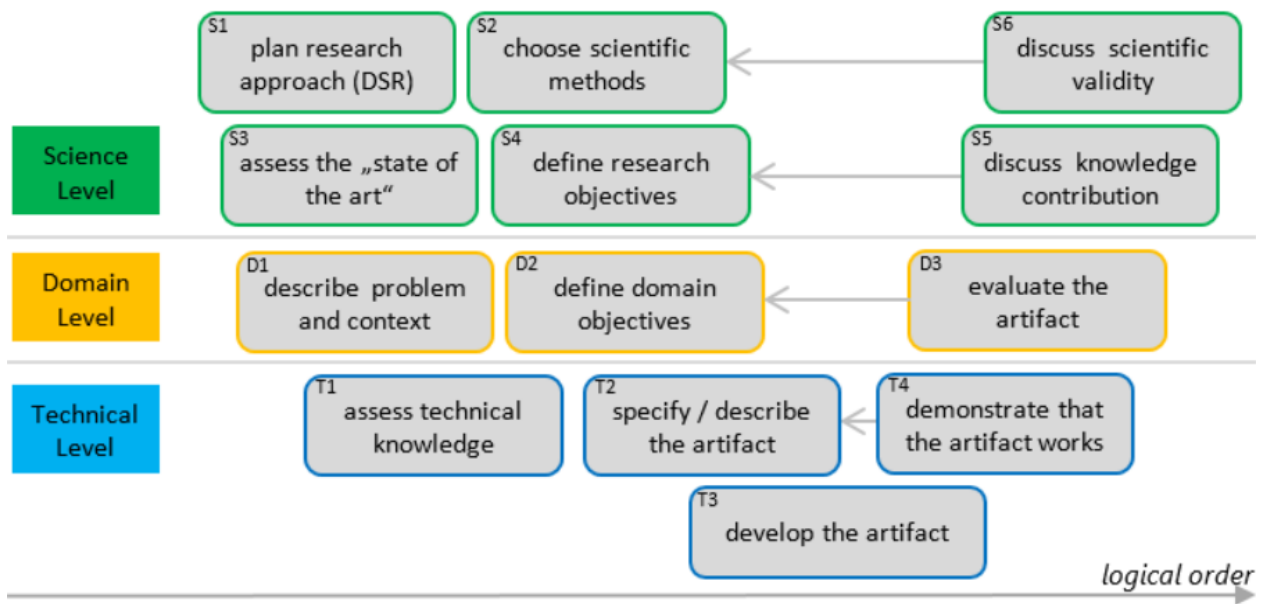 S1
plan research
approach (DSR)
S2
choose scientific
methods
S6
discuss scientific
validity
Science
Level
S3
assess the „state of
the art“
S4
define research
objectives
S5
discuss knowledge
contribution
Domain
Level
D1
describe problem
and context
D2
define domain
objectives
D3
evaluate the
artifact
Technical
Level
T1
assess technical
knowledge
T2
specify / describe
the artifact
T4
demonstrate that
the artifact works
T3
develop the artifact
logical order